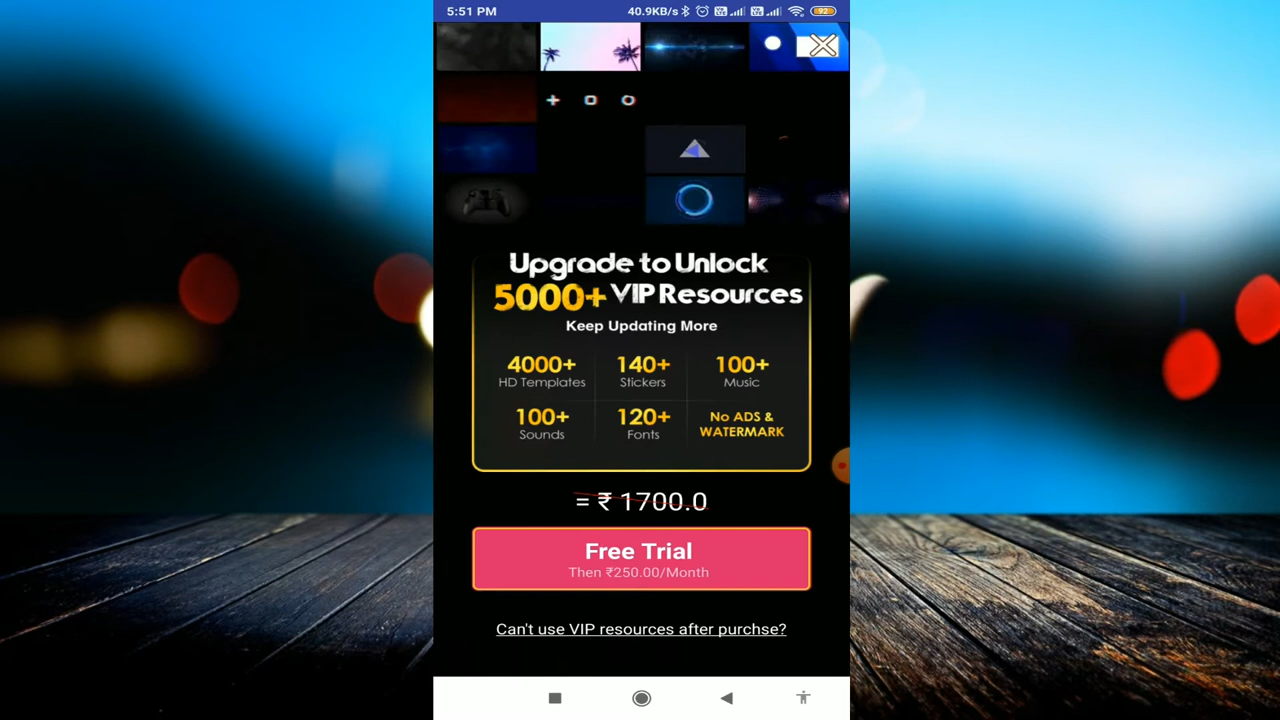 5:51 PM
40.9KB/s
92
Upgrade to Unlock
5000+ VIP Resources
Keep Updating More
4000+ 140+ 100+
HD Templates Stickers Music
100+ 120+ No ADS &
Sounds Fonts WATERMARK
= ₹ 1700.0
Free Trial
Then ₹250.00/Month
Can't use VIP resources after purchse?